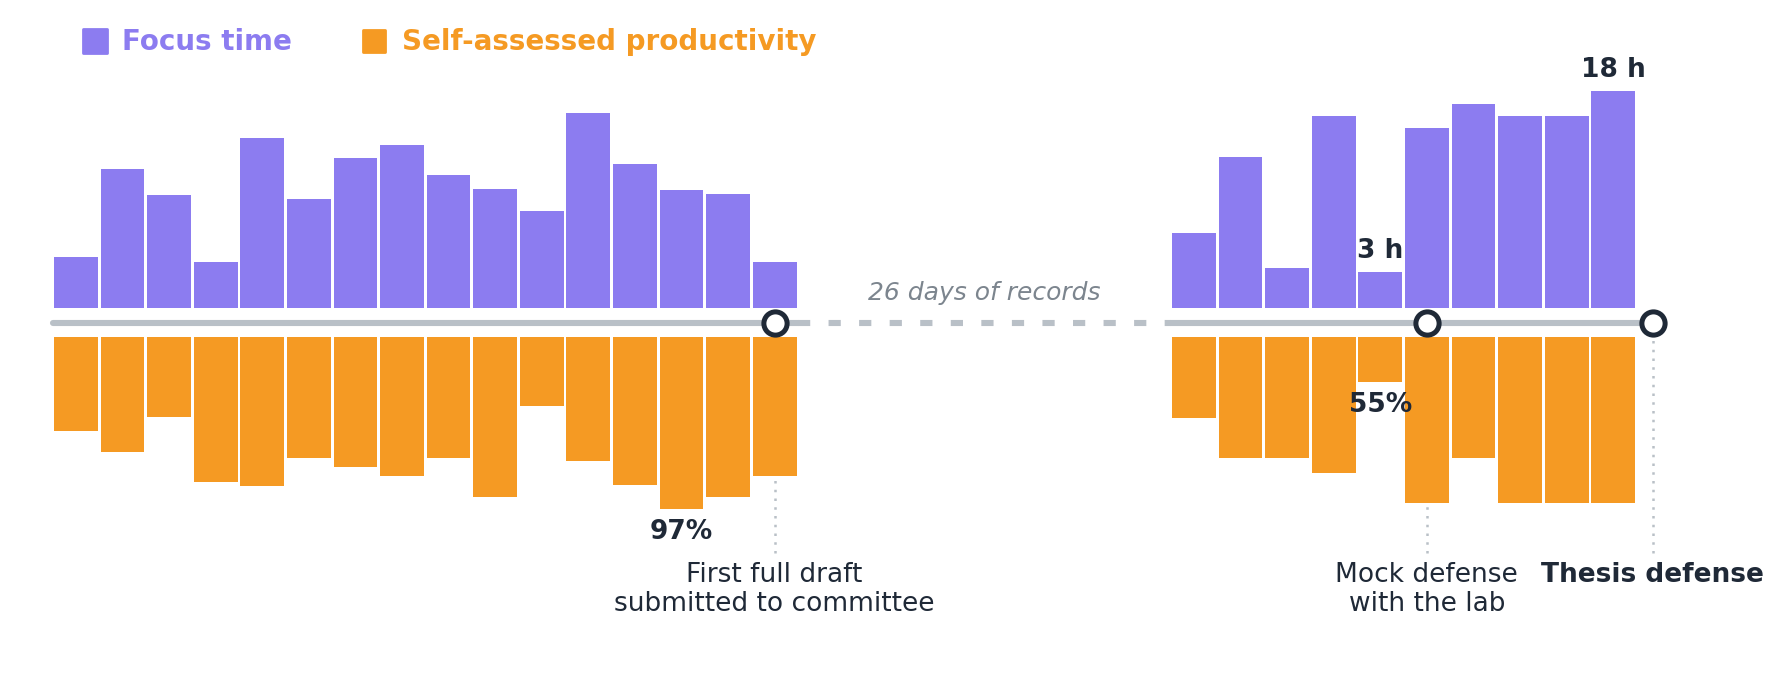 Focus time
Self-assessed productivity
18 h
3 h
26 days of records
55%
97%
First full draft
submitted to committee
Mock defense
with the lab
Thesis defense